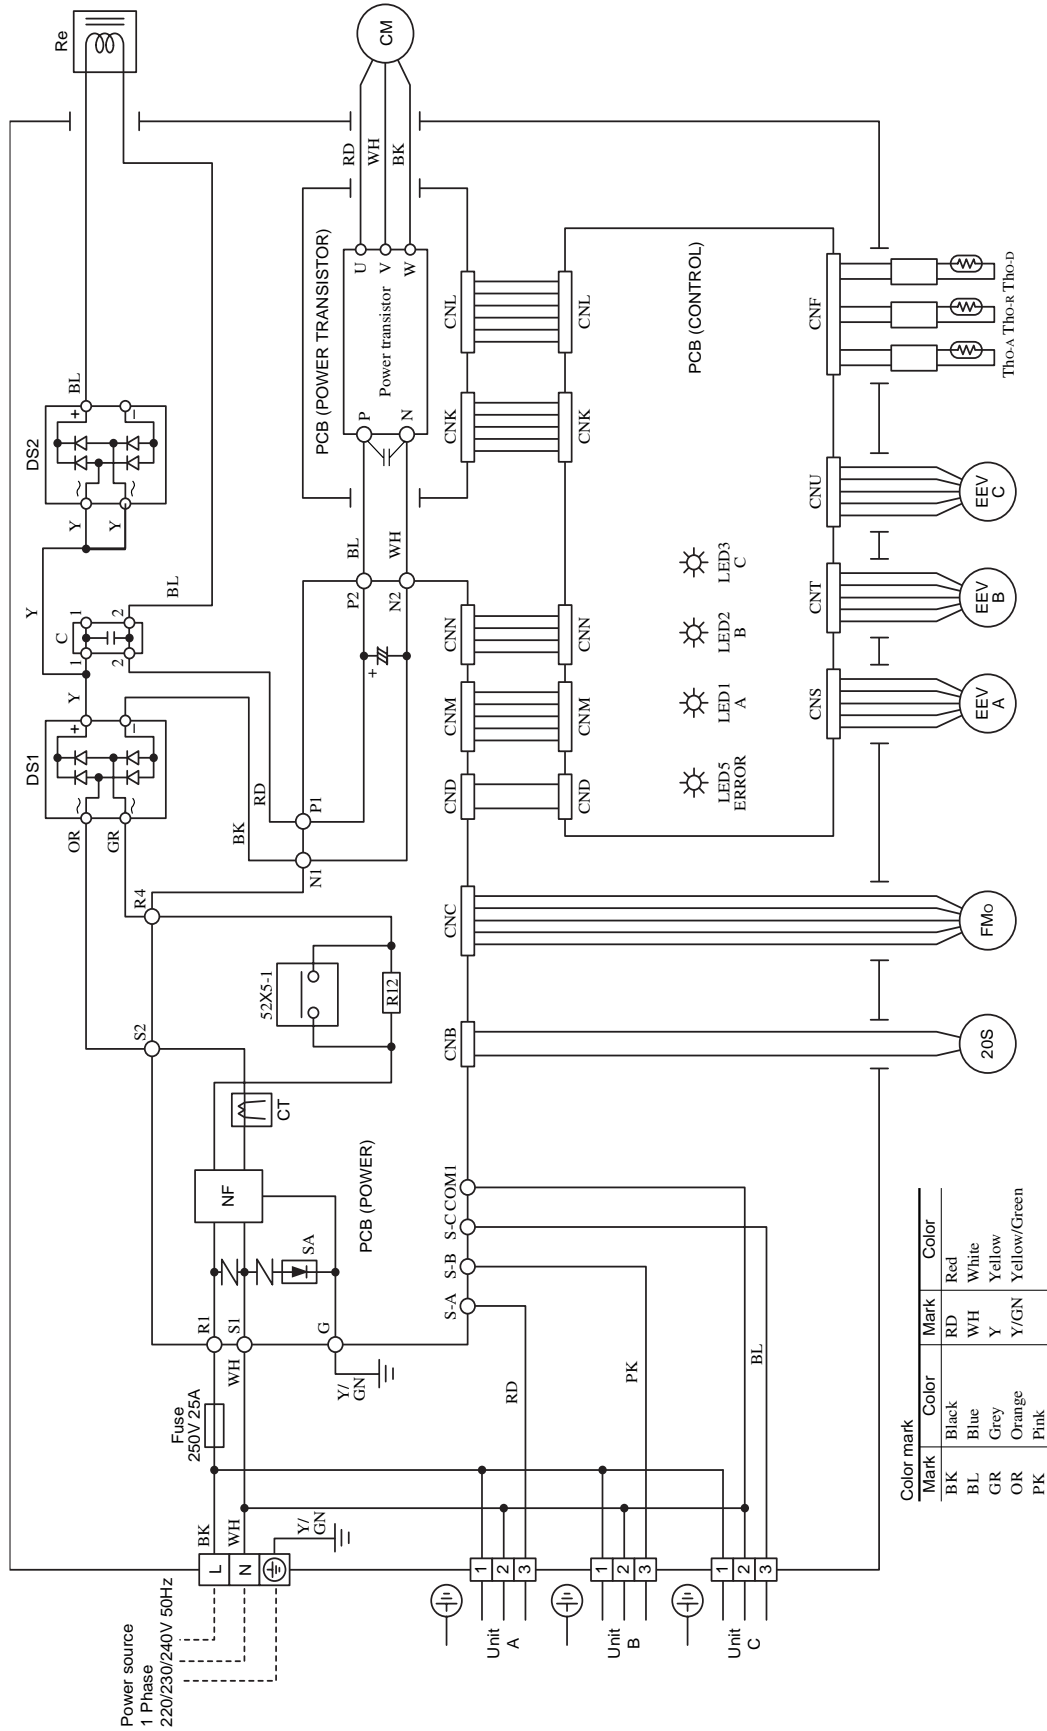 Power source
1 Phase
220/230/240V 50Hz
L
N
BK
WH
Y/
GN
Fuse
250V 25A
WH
Y/
GN
R1
S1
G
SA
NF
CT
PCB (POWER)
S2
R4
52X5-1
R12
OR
GR
DS1
~
~
+
−
Y
BK
RD
N1
P1
C
1
2
1
2
Y
BL
Y
Y
DS2
~
~
+
−
BL
Re
P2
N2
+
BL
WH
PCB (POWER TRANSISTOR)
P
N
Power transistor
U
V
W
RD
WH
BK
CM
S-A
S-B
S-C
COM1
CNB
CNC
CND
CNM
CNN
CNK
CNL
CND
CNM
CNN
CNK
CNL
PCB (CONTROL)
LED5
ERROR
LED1
A
LED2
B
LED3
C
CNS
CNT
CNU
CNF
20S
FMo
EEV
A
EEV
B
EEV
C
Tho-A Tho-R Tho-D
RD
PK
BL
1
2
3
Unit
A
1
2
3
Unit
B
1
2
3
Unit
C
Color mark
Mark Color Mark Color
BK Black RD Red
BL Blue WH White
GR Grey Y Yellow
OR Orange Y/GN Yellow/Green
PK Pink